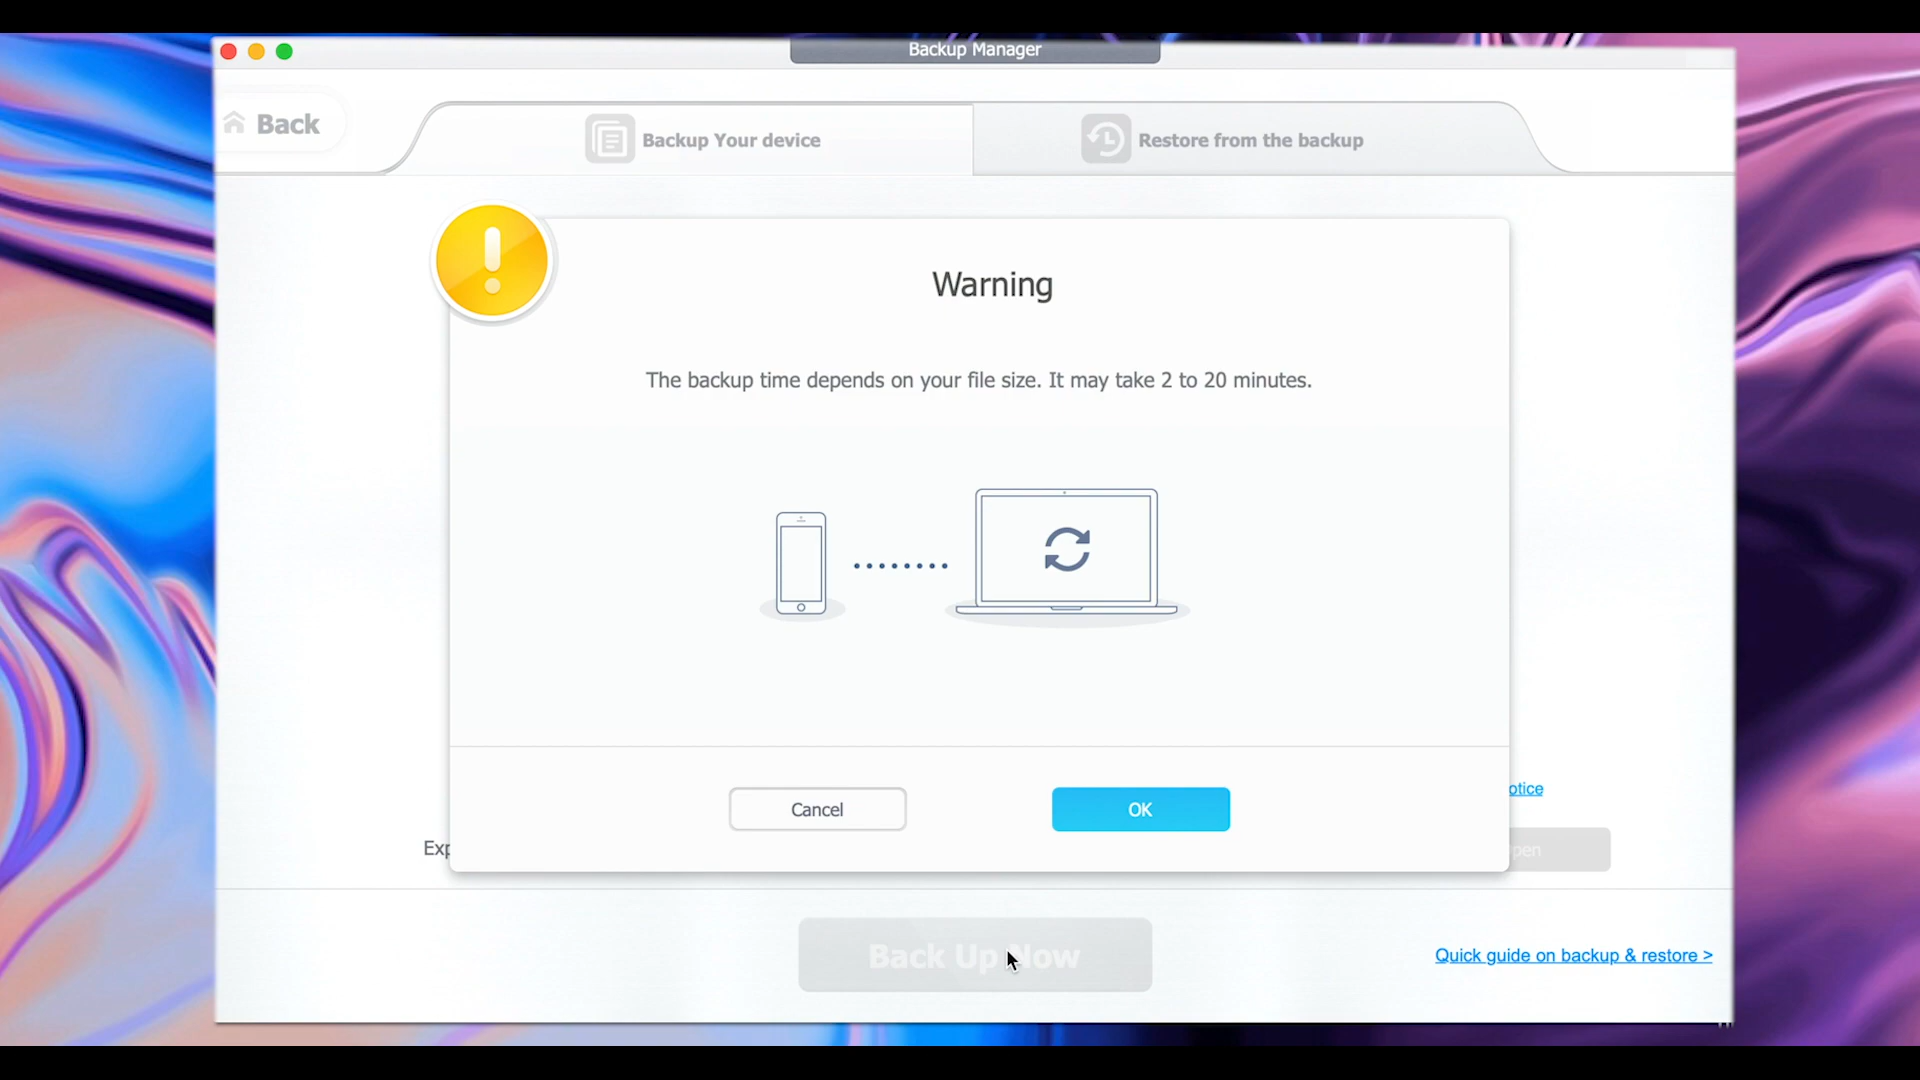 Backup Manager
Back
Backup Your device
Restore from the backup
Warning
The backup time depends on your file size. It may take 2 to 20 minutes.
Cancel
OK
Back Up Now
Quick guide on backup & restore >